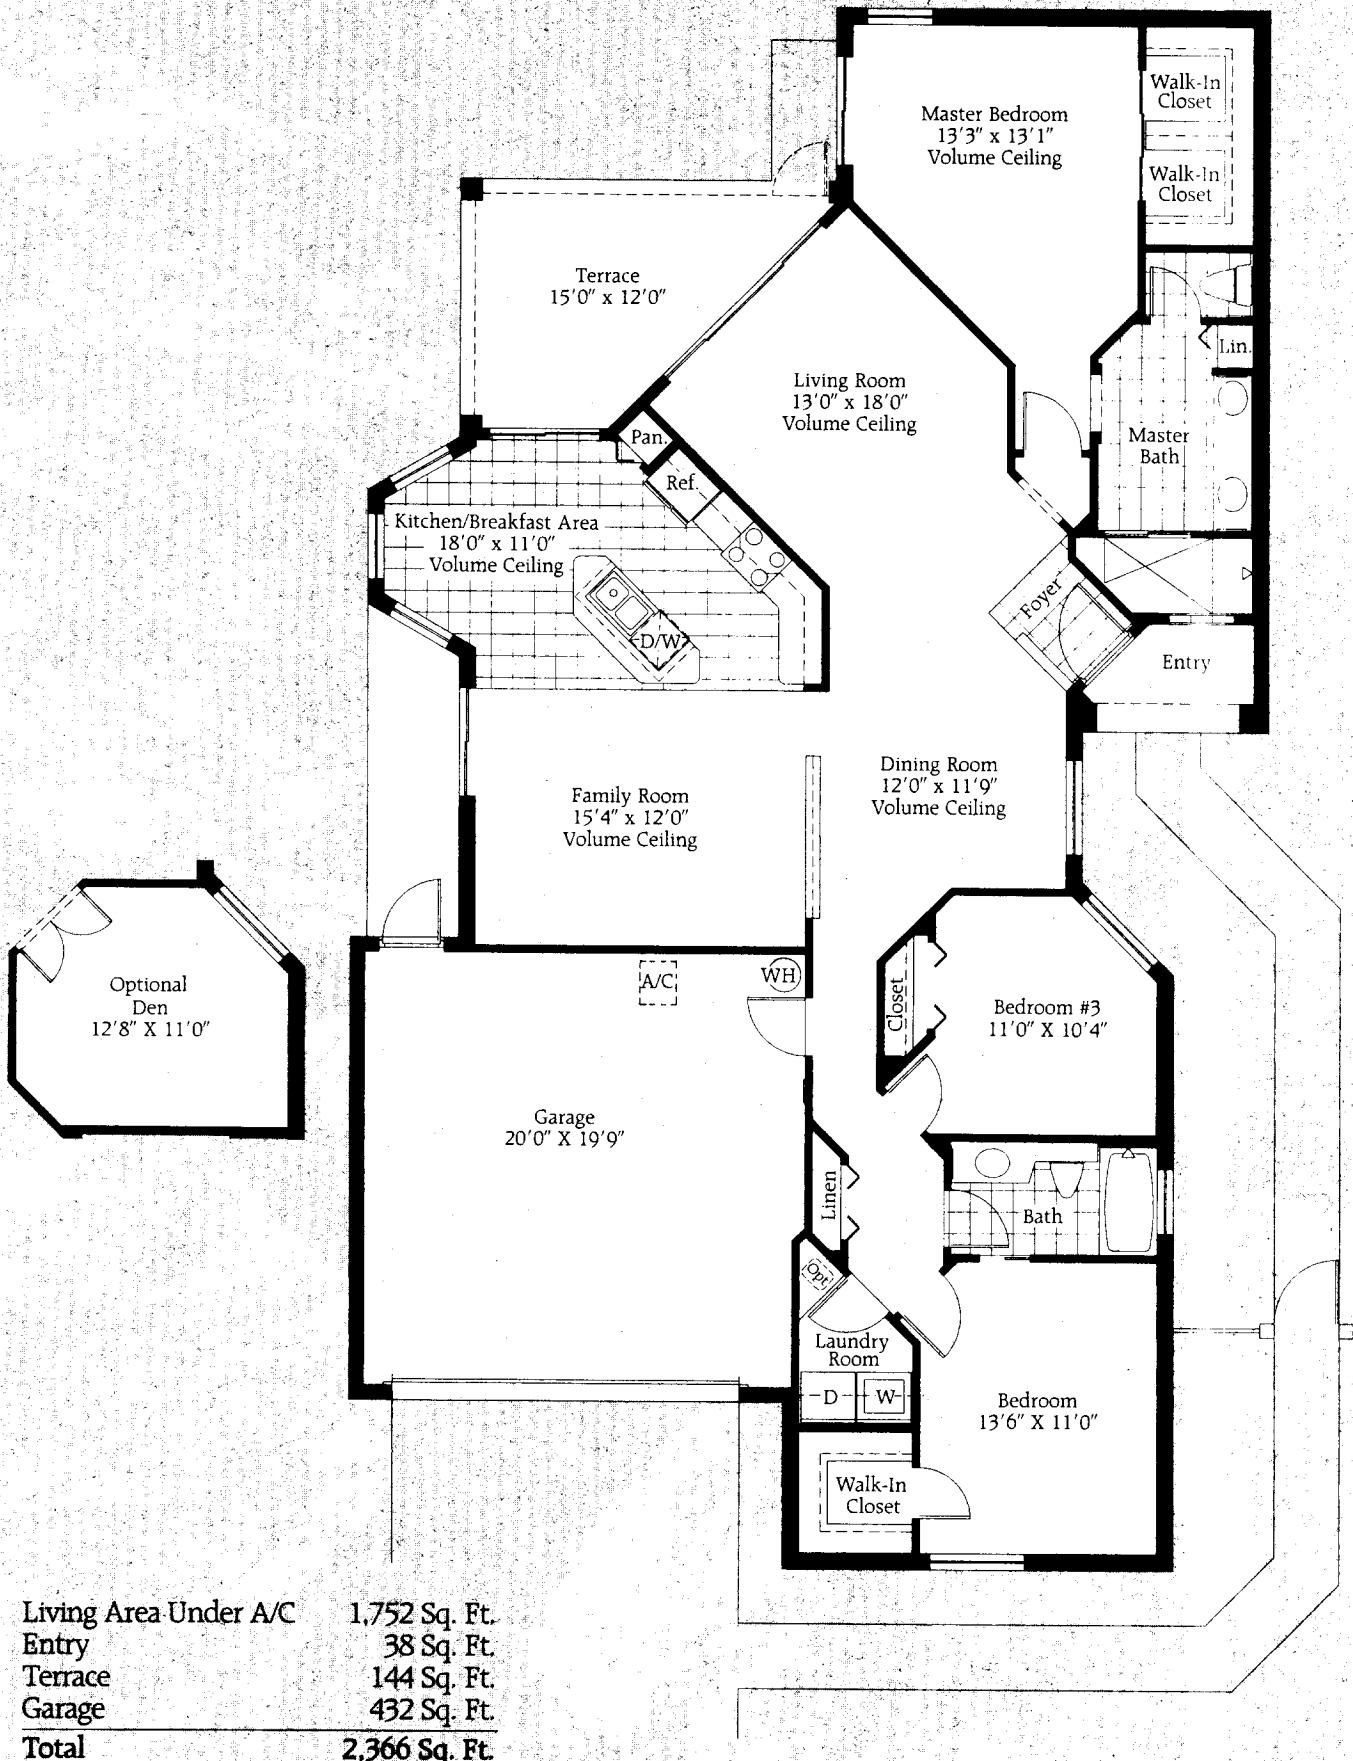 Walk-In
Closet
Master Bedroom
13'3" x 13'1"
Volume Ceiling
Walk-In
Closet
Terrace
15'0" x 12'0"
Lin.
Living Room
13'0" x 18'0"
Volume Ceiling
Pan.
Master
Bath
Ref.
Kitchen/Breakfast Area
18'0" x 11'0"
Volume Ceiling
Foyer
D/W
Entry
Dining Room
12'0" x 11'9"
Volume Ceiling
Family Room
15'4" x 12'0"
Volume Ceiling
A/C
WH
Optional
Den
12'8" X 11'0"
Closet
Bedroom #3
11'0" X 10'4"
Garage
20'0" X 19'9"
Linen
Bath
Opt
Laundry
Room
D
W
Bedroom
13'6" X 11'0"
Walk-In
Closet
Living Area Under A/C 1,752 Sq. Ft.
Entry 38 Sq. Ft.
Terrace 144 Sq. Ft.
Garage 432 Sq. Ft.
Total 2,366 Sq. Ft.